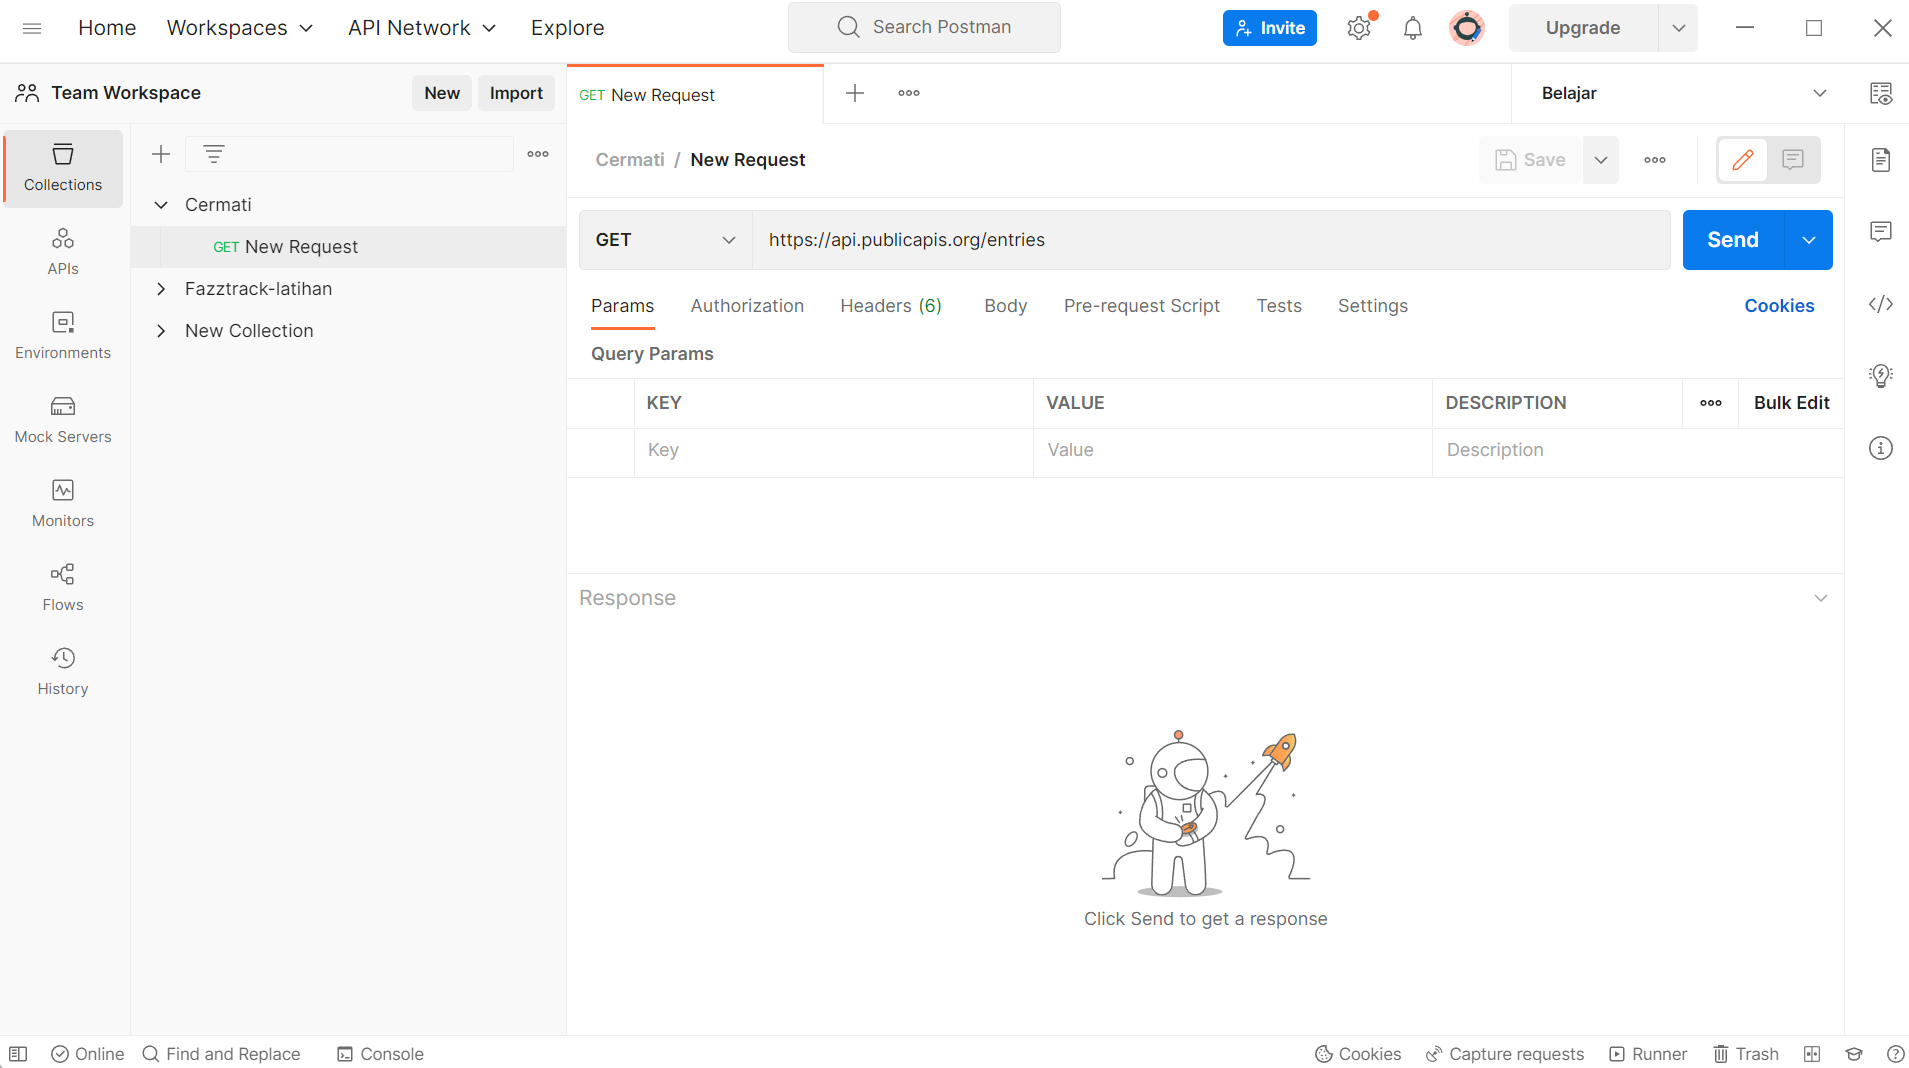 Home Workspaces API Network Explore Search Postman Invite Upgrade
Team Workspace New Import GET New Request Belajar
Cermati / New Request Save
Collections
APIs
Environments
Mock Servers
Monitors
Flows
History
Cermati
GET New Request
Fazztrack-latihan
New Collection
GET https://api.publicapis.org/entries Send
Params Authorization Headers (6) Body Pre-request Script Tests Settings Cookies
Query Params
KEY VALUE DESCRIPTION Bulk Edit
Key Value Description
Response
Click Send to get a response
Online Find and Replace Console Cookies Capture requests Runner Trash